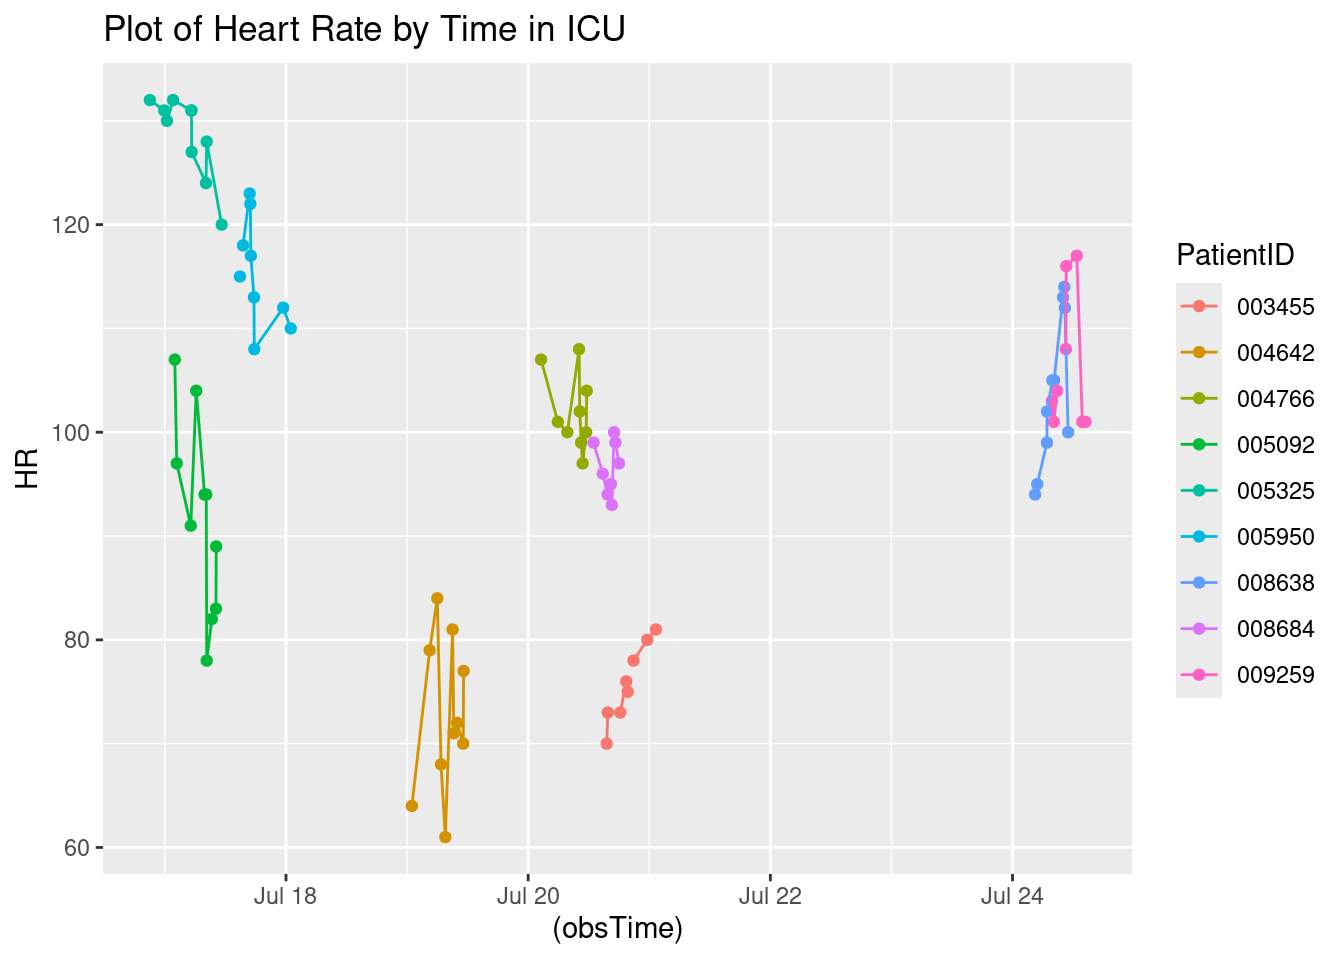 Plot of Heart Rate by Time in ICU
HR
120
100
80
60
Jul 18
Jul 20
Jul 22
Jul 24
(obsTime)
PatientID
003455
004642
004766
005092
005325
005950
008638
008684
009259